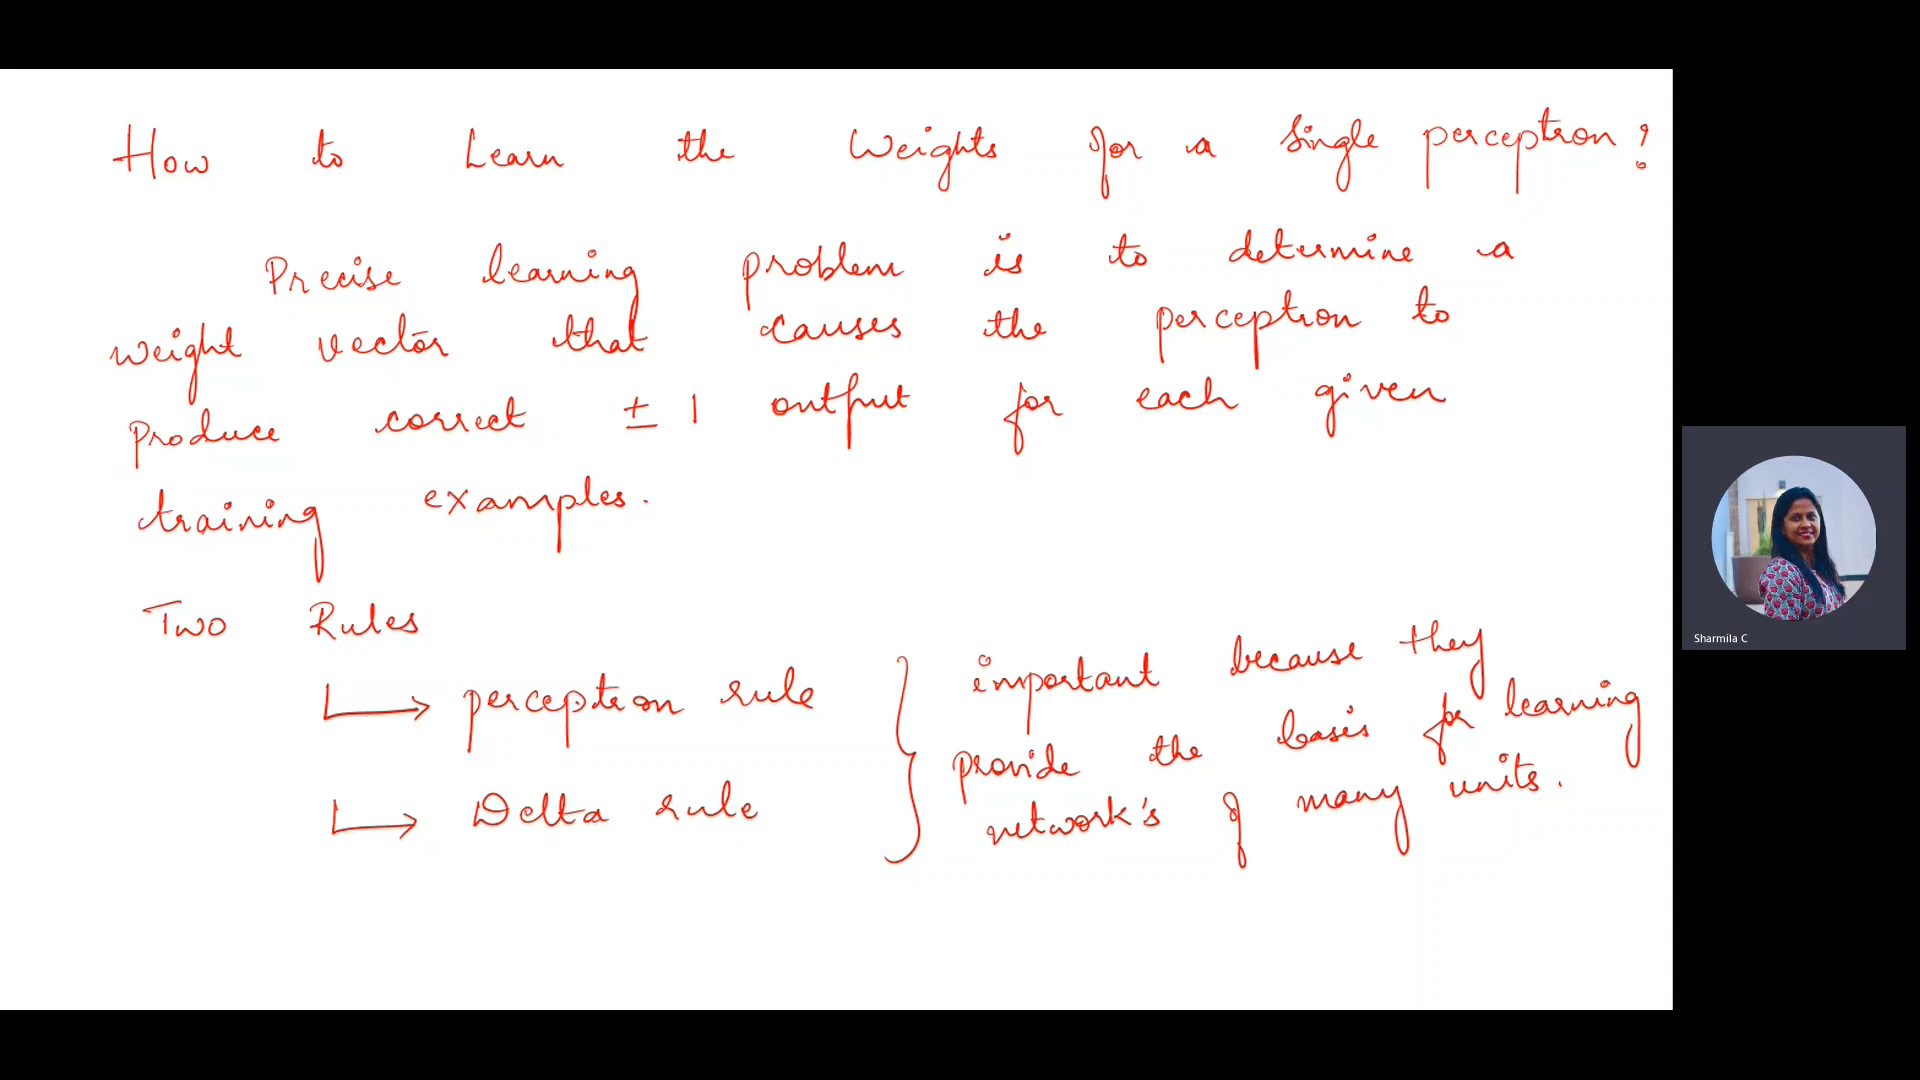 How to Learn the Weights for a single perceptron?
Precise learning problem is to determine a
weight vector that causes the perceptron to
produce correct ± 1 output for each given
training examples.
Two Rules
perceptron rule
Delta rule
important because they
provide the basis for learning
network's of many units.
Sharmila C